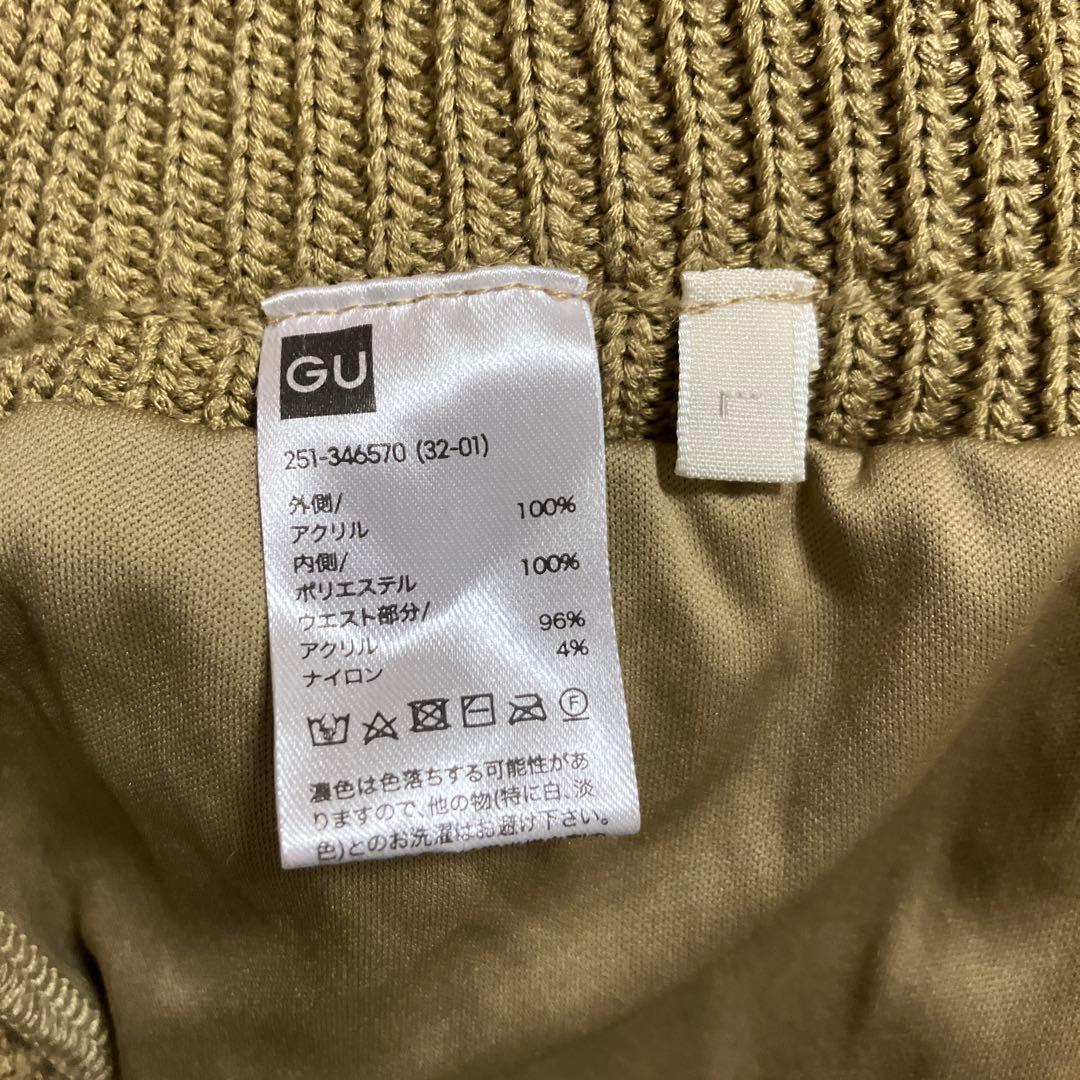 GU
251-346570 (32-01)
外側/
アクリル 100%
内側/
ポリエステル 100%
ウエスト部分/
アクリル 96%
ナイロン 4%
F
濃色は色落ちする可能性があ
りますので、他の物(特に白、淡
色)とのお洗濯はお避け下さい。